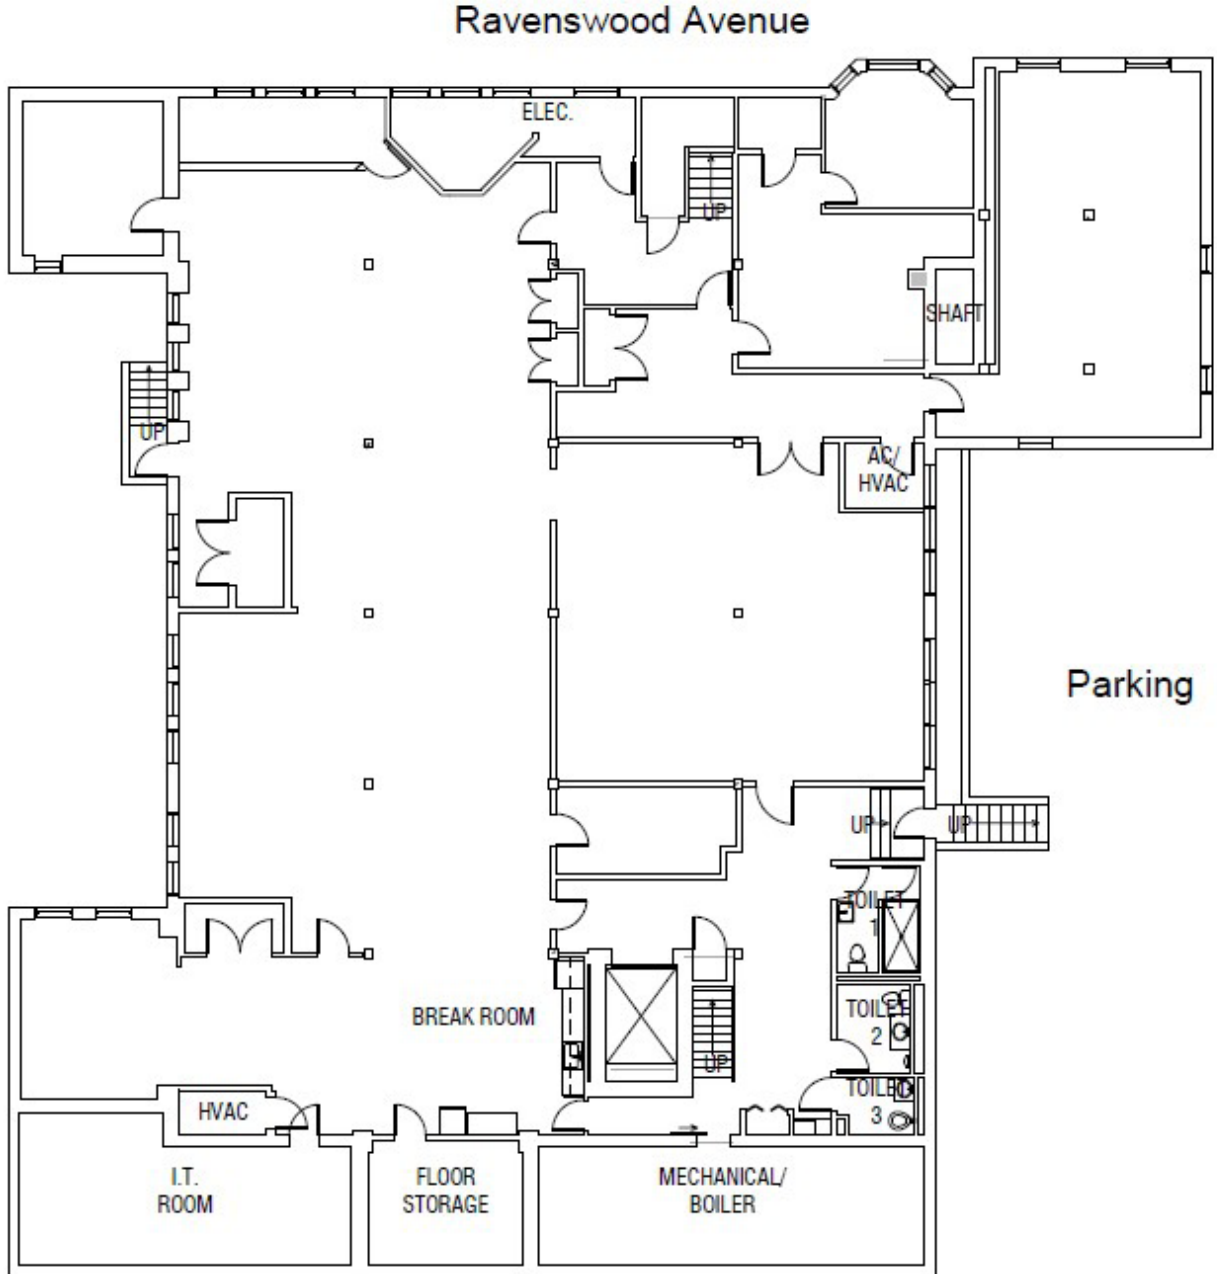 Ravenswood Avenue
ELEC.
UP
SHAFT
UP
AC/
HVAC
Parking
UP
UP
TOILET
1
BREAK ROOM
TOILET
2
UP
HVAC
TOILET
3
I.T.
ROOM
FLOOR
STORAGE
MECHANICAL/
BOILER